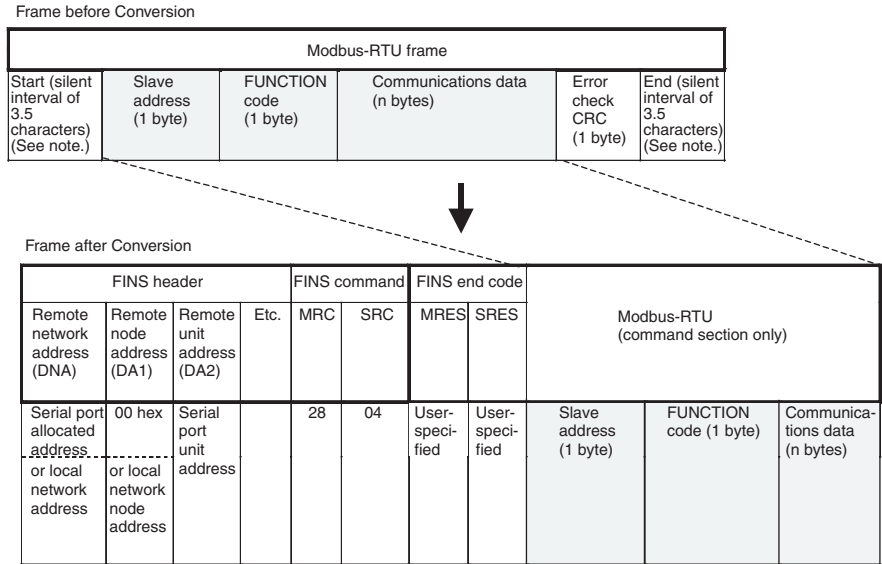 Frame before Conversion
Modbus-RTU frame
Start (silent
interval of
3.5
characters)
(See note.)
Slave
address
(1 byte)
FUNCTION
code
(1 byte)
Communications data
(n bytes)
Error
check
CRC
(1 byte)
End (silent
interval of
3.5
characters)
(See note.)
Frame after Conversion
FINS header
FINS command
FINS end code
Modbus-RTU
(command section only)
Remote
network
address
(DNA)
Remote
node
address
(DA1)
Remote
unit
address
(DA2)
Etc.
MRC
SRC
MRES
SRES
Serial port
allocated
address
or local
network
address
00 hex
or local
network
node
address
Serial
port
unit
address
28
04
User-
speci-
fied
User-
speci-
fied
Slave
address
(1 byte)
FUNCTION
code (1 byte)
Communica-
tions data
(n bytes)